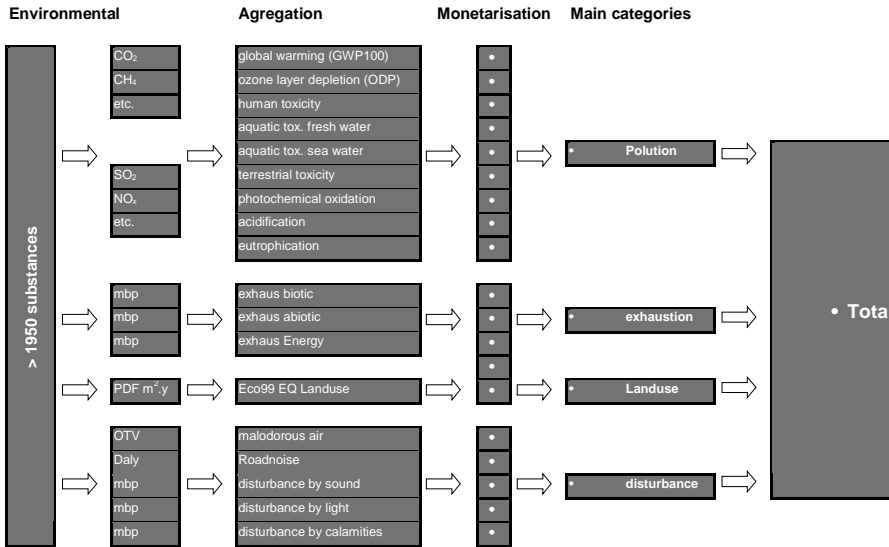 Environmental Agregation Monetarisation Main categories
> 1950 substances
CO₂
CH₄
etc.
SO₂
NOₓ
etc.
global warming (GWP100)
ozone layer depletion (ODP)
human toxicity
aquatic tox. fresh water
aquatic tox. sea water
terrestrial toxicity
photochemical oxidation
acidification
eutrophication
• Polution
mbp
mbp
mbp
exhaus biotic
exhaus abiotic
exhaus Energy
• exhaustion
PDF m².y
Eco99 EQ Landuse
• Landuse
OTV
Daly
mbp
mbp
mbp
malodorous air
Roadnoise
disturbance by sound
disturbance by light
disturbance by calamities
• disturbance
• Tota